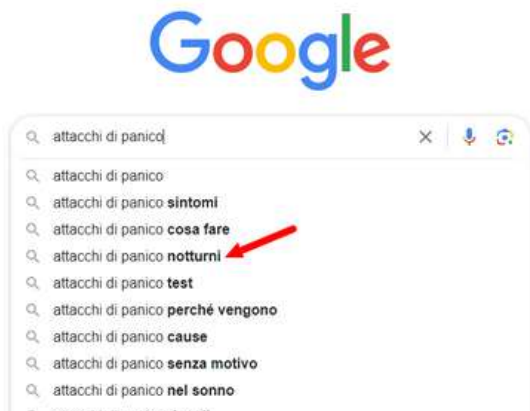 Google
attacchi di panico
attacchi di panico
attacchi di panico sintomi
attacchi di panico cosa fare
attacchi di panico notturni
attacchi di panico test
attacchi di panico perché vengono
attacchi di panico cause
attacchi di panico senza motivo
attacchi di panico nel sonno